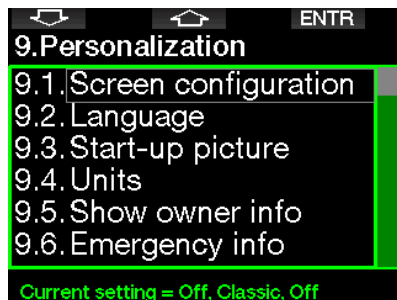 ENTR
9.Personalization
9.1.Screen configuration
9.2.Language
9.3.Start-up picture
9.4.Units
9.5.Show owner info
9.6.Emergency info
Current setting = Off, Classic, Off